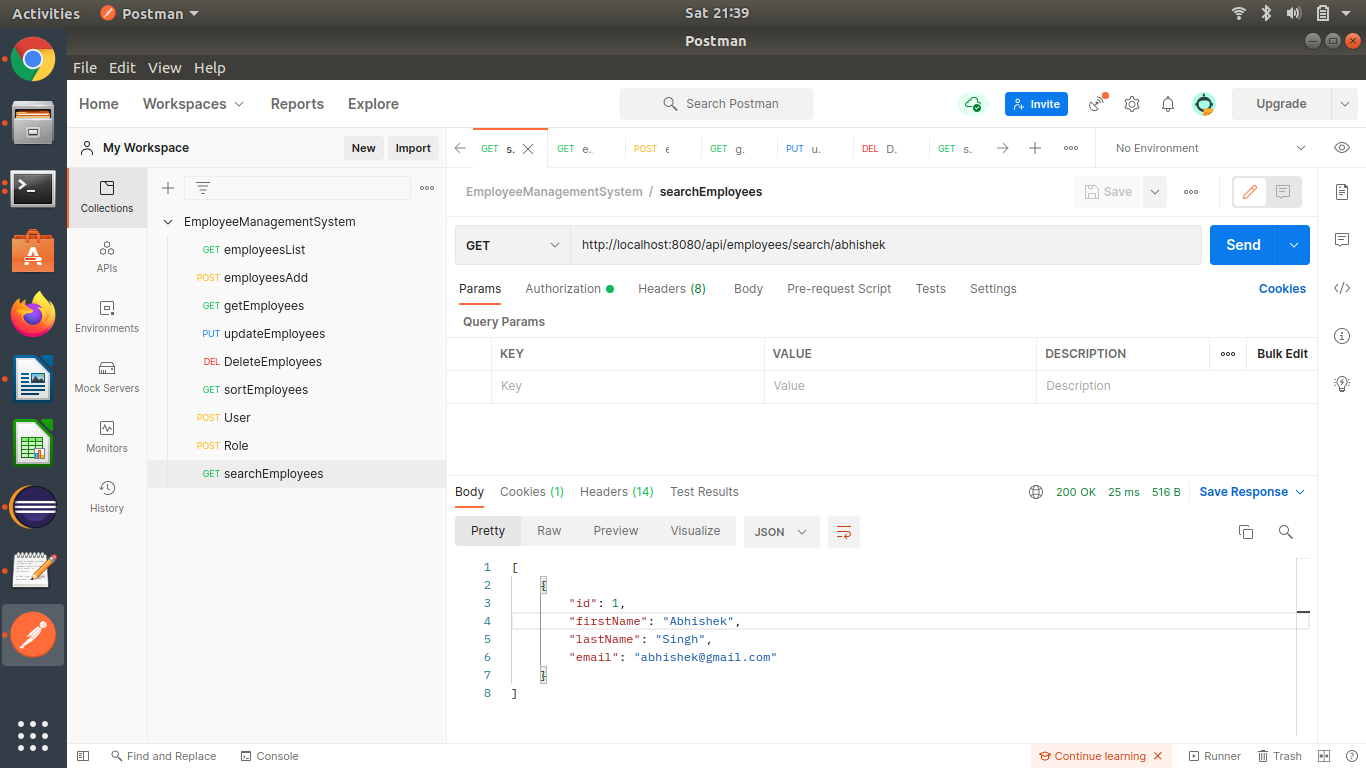 Activities Postman Sat 21:39
Postman
File Edit View Help
Home Workspaces Reports Explore Search Postman Invite Upgrade
My Workspace New Import GET s. GET e. POST e GET g. PUT u. DEL D. GET s. No Environment
Collections
APIs
Environments
Mock Servers
Monitors
History
EmployeeManagementSystem
GET employeesList
POST employeesAdd
GET getEmployees
PUT updateEmployees
DEL DeleteEmployees
GET sortEmployees
POST User
POST Role
GET searchEmployees
EmployeeManagementSystem / searchEmployees Save
GET http://localhost:8080/api/employees/search/abhishek Send
Params Authorization Headers (8) Body Pre-request Script Tests Settings Cookies
Query Params
KEY VALUE DESCRIPTION Bulk Edit
Key Value Description
Body Cookies (1) Headers (14) Test Results 200 OK 25 ms 516 B Save Response
Pretty Raw Preview Visualize JSON
1 [
2 {
3 "id": 1,
4 "firstName": "Abhishek",
5 "lastName": "Singh",
6 "email": "abhishek@gmail.com"
7 }
8 ]
Find and Replace Console Continue learning Runner Trash